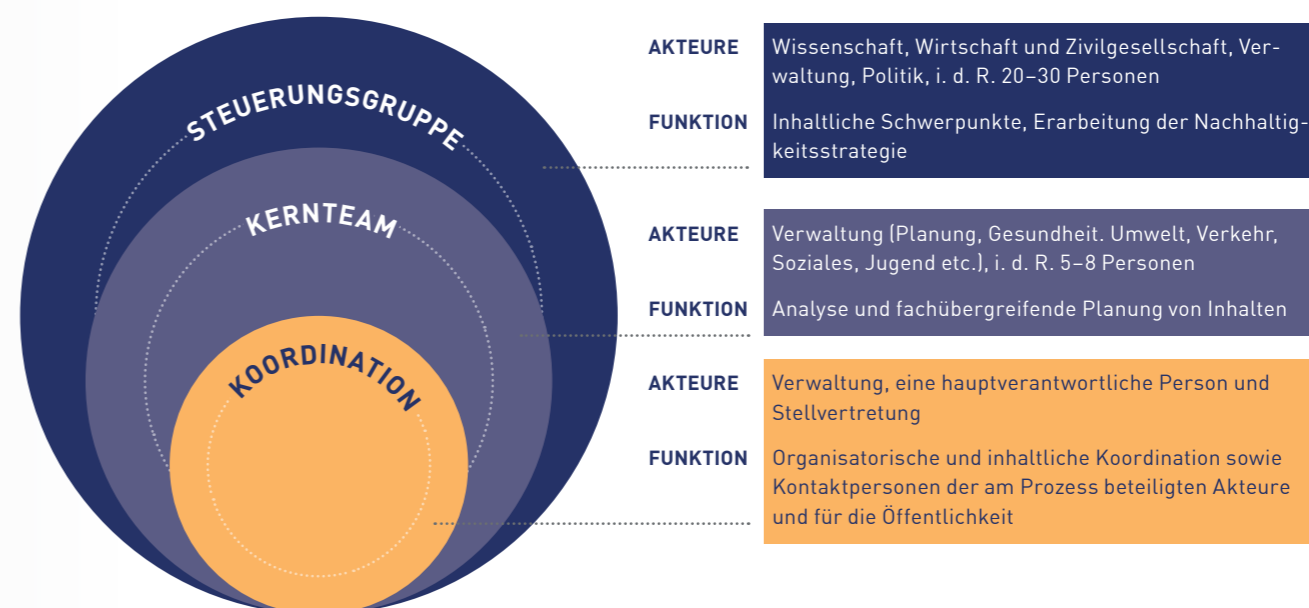 STEUERUNGSGRUPPE
KERNTEAM
KOORDINATION
AKTEURE
Wissenschaft, Wirtschaft und Zivilgesellschaft, Ver-
waltung, Politik, i. d. R. 20–30 Personen
FUNKTION
Inhaltliche Schwerpunkte, Erarbeitung der Nachhaltig-
keitsstrategie
AKTEURE
Verwaltung (Planung, Gesundheit. Umwelt, Verkehr,
Soziales, Jugend etc.), i. d. R. 5–8 Personen
FUNKTION
Analyse und fachübergreifende Planung von Inhalten
AKTEURE
Verwaltung, eine hauptverantwortliche Person und
Stellvertretung
FUNKTION
Organisatorische und inhaltliche Koordination sowie
Kontaktpersonen der am Prozess beteiligten Akteure
und für die Öffentlichkeit